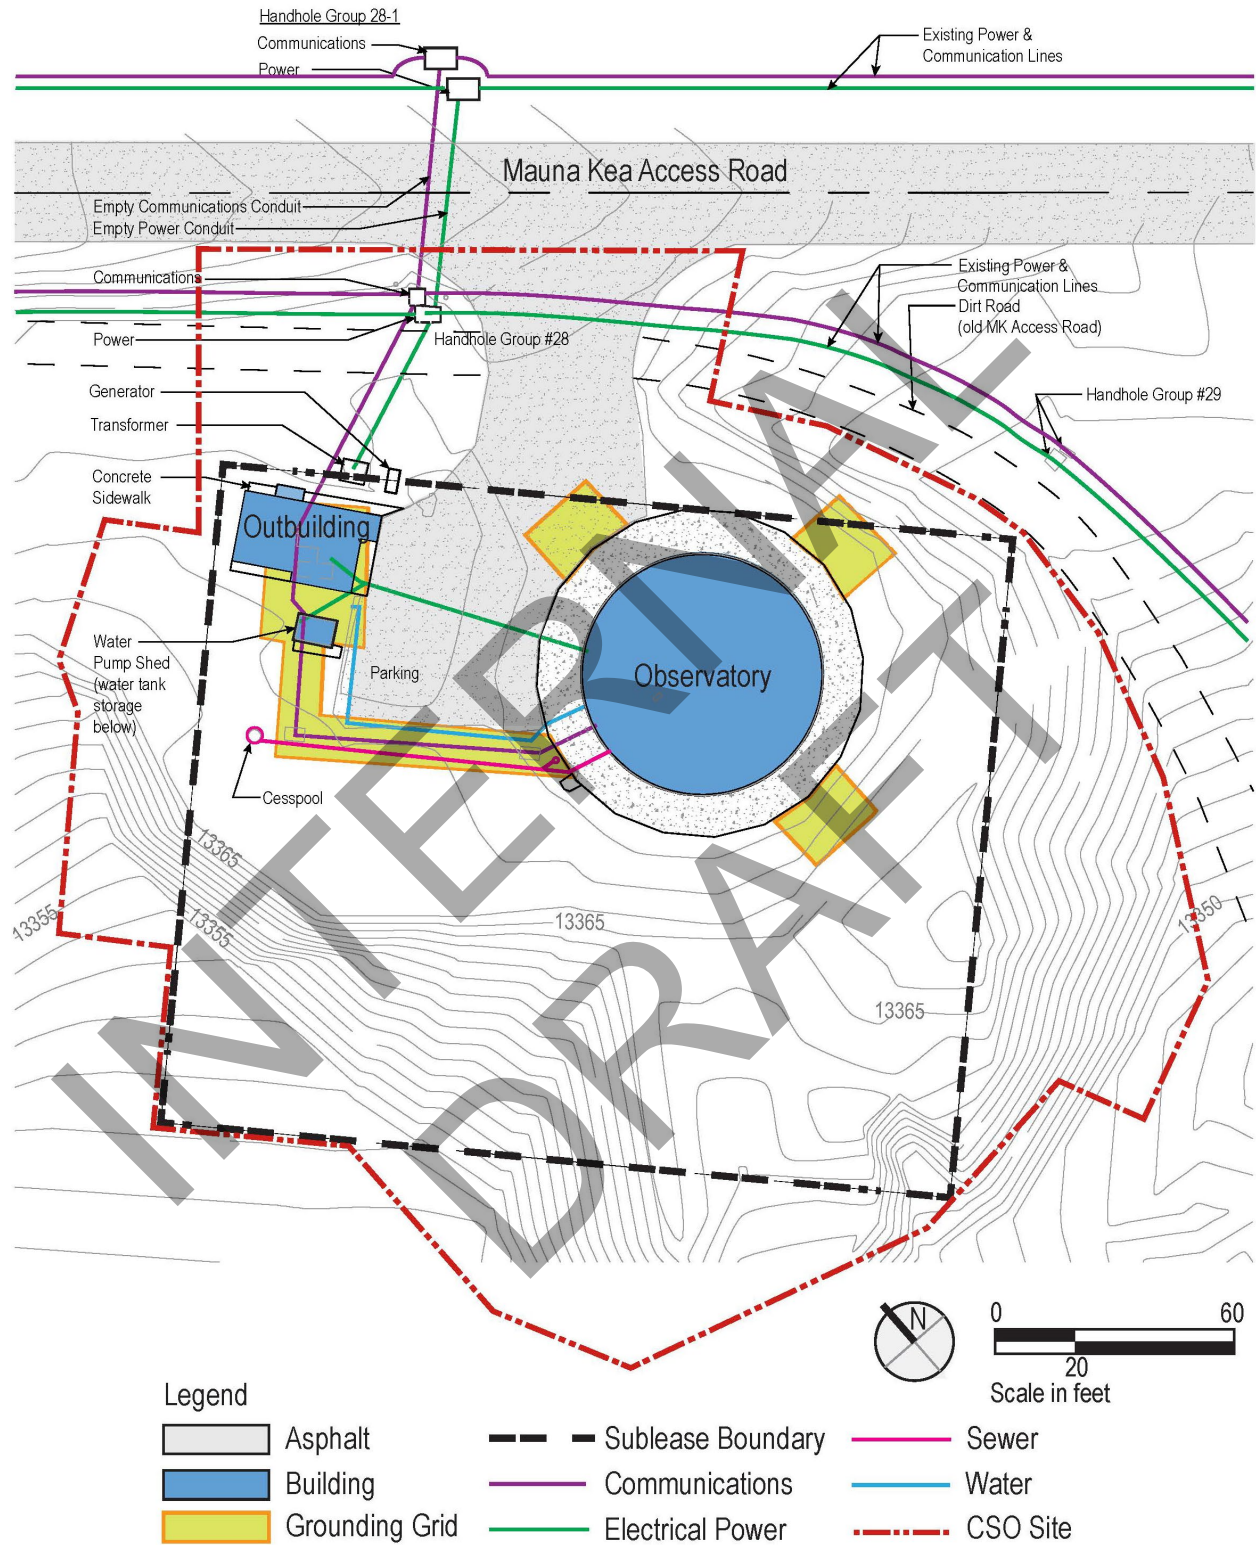 Handhole Group 28-1
Communications
Power
Existing Power &
Communication Lines
Mauna Kea Access Road
Empty Communications Conduit
Empty Power Conduit
Communications
Existing Power &
Communication Lines
Dirt Road
(old MK Access Road)
Power
Handhole Group #28
Generator
Handhole Group #29
Transformer
Concrete
Sidewalk
Outbuilding
Water
Pump Shed
(water tank
storage
below)
Parking
Observatory
Cesspool
13365
13355
13355
13365
13350
13365
INTERNAL
DRAFT
N
0
60
20
Scale in feet
Legend
Asphalt
Sublease Boundary
Sewer
Building
Communications
Water
Grounding Grid
Electrical Power
CSO Site